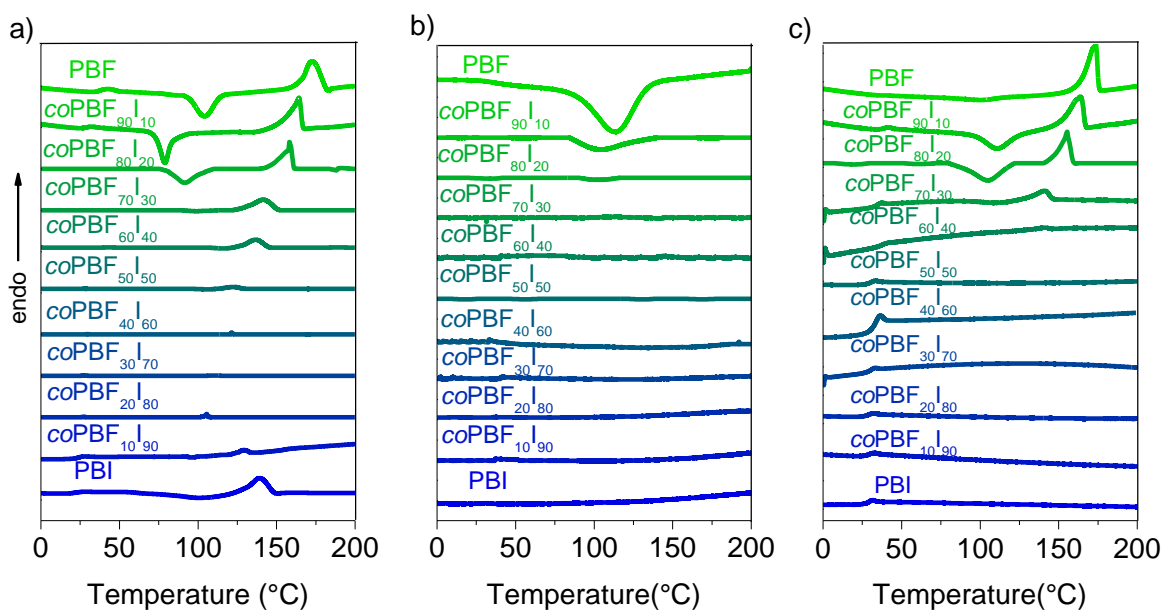 a)
PBF
coPBF₉₀I₁₀
coPBF₈₀I₂₀
coPBF₇₀I₃₀
coPBF₆₀I₄₀
coPBF₅₀I₅₀
coPBF₄₀I₆₀
coPBF₃₀I₇₀
coPBF₂₀I₈₀
coPBF₁₀I₉₀
PBI
endo
0 50 100 150 200
Temperature (°C)
b)
PBF
coPBF₉₀I₁₀
coPBF₈₀I₂₀
coPBF₇₀I₃₀
coPBF₆₀I₄₀
coPBF₅₀I₅₀
coPBF₄₀I₆₀
coPBF₃₀I₇₀
coPBF₂₀I₈₀
coPBF₁₀I₉₀
PBI
0 50 100 150 200
Temperature(°C)
c)
PBF
coPBF₉₀I₁₀
coPBF₈₀I₂₀
coPBF₇₀I₃₀
coPBF₆₀I₄₀
coPBF₅₀I₅₀
coPBF₄₀I₆₀
coPBF₃₀I₇₀
coPBF₂₀I₈₀
coPBF₁₀I₉₀
PBI
0 50 100 150 200
Temperature(°C)